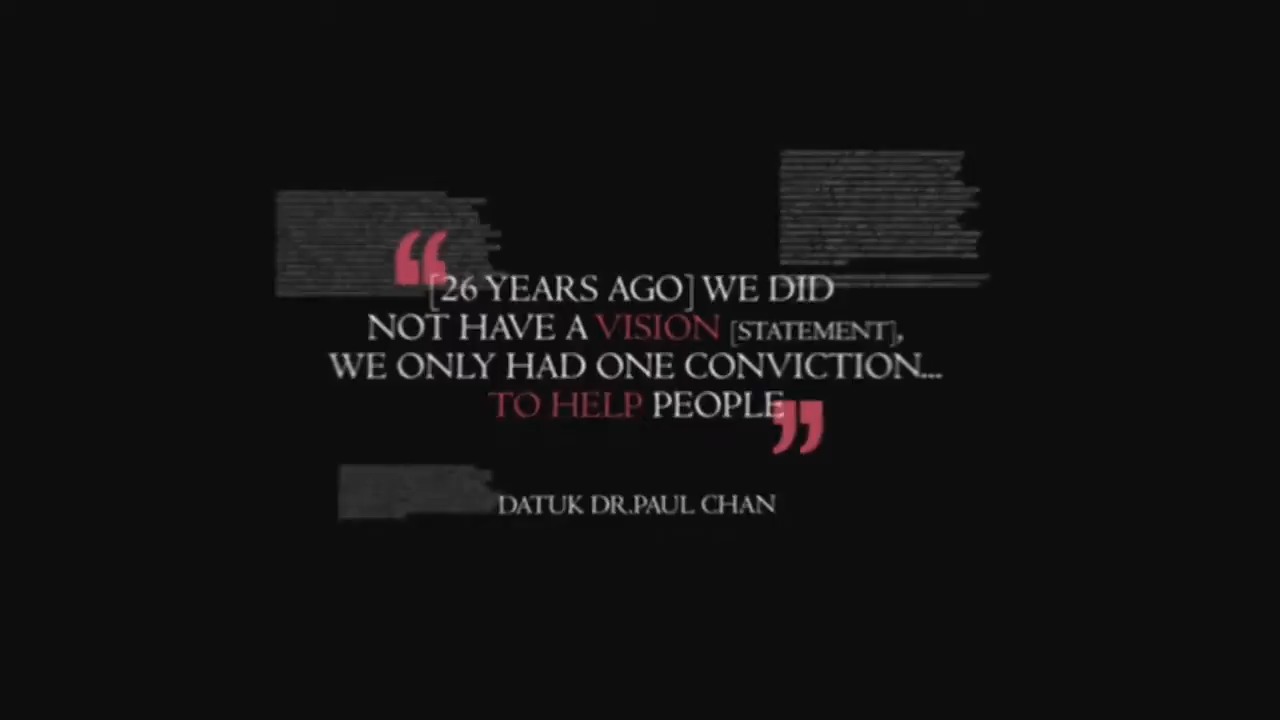 “[26 YEARS AGO] WE DID
NOT HAVE A VISION [STATEMENT],
WE ONLY HAD ONE CONVICTION...
TO HELP PEOPLE”
DATUK DR.PAUL CHAN